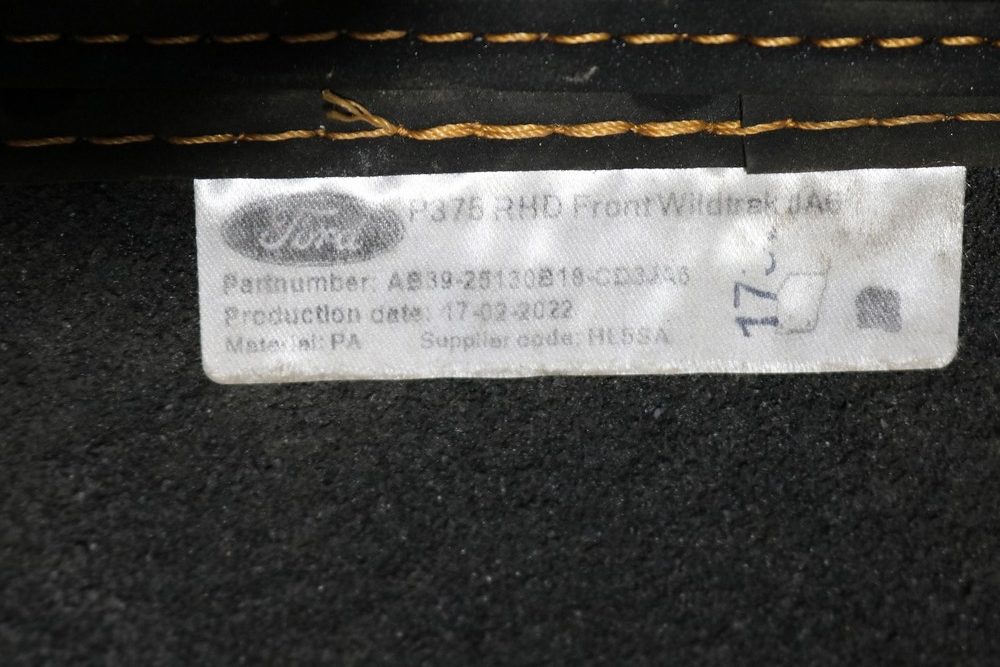 Ford
P375 RHD Front Wildtrak JA6
Partnumber: AB39-25130B16-CD3JA6
Production date: 17-02-2022
Material: PA Supplier code: HL5SA
17